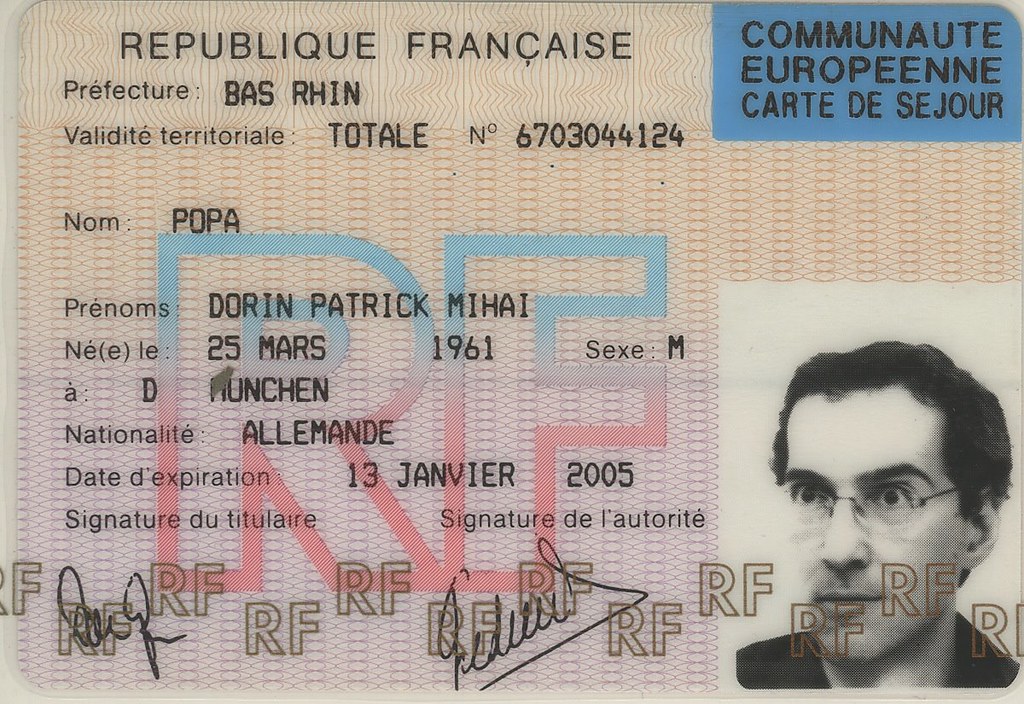 REPUBLIQUE FRANÇAISE
COMMUNAUTE
EUROPEENNE
CARTE DE SEJOUR
Préfecture : BAS RHIN
Validité territoriale : TOTALE N° 6703044124
Nom : POPA
Prénoms : DORIN PATRICK MIHAI
Né(e) le : 25 MARS 1961 Sexe : M
à : D MUNCHEN
Nationalité : ALLEMANDE
Date d'expiration 13 JANVIER 2005
Signature du titulaire Signature de l'autorité
RF
RF RF RF RF RF RF
RF RF RF RF RF RF